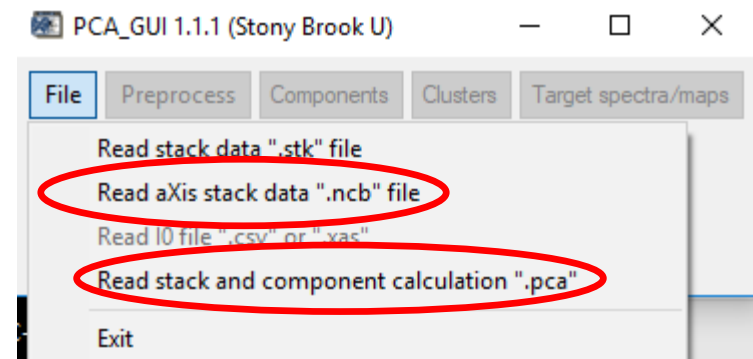 PCA_GUI 1.1.1 (Stony Brook U)
File Preprocess Components Clusters Target spectra/maps
Read stack data ".stk" file
Read aXis stack data ".ncb" file
Read I0 file ".csv" or ".xas"
Read stack and component calculation ".pca"
Exit